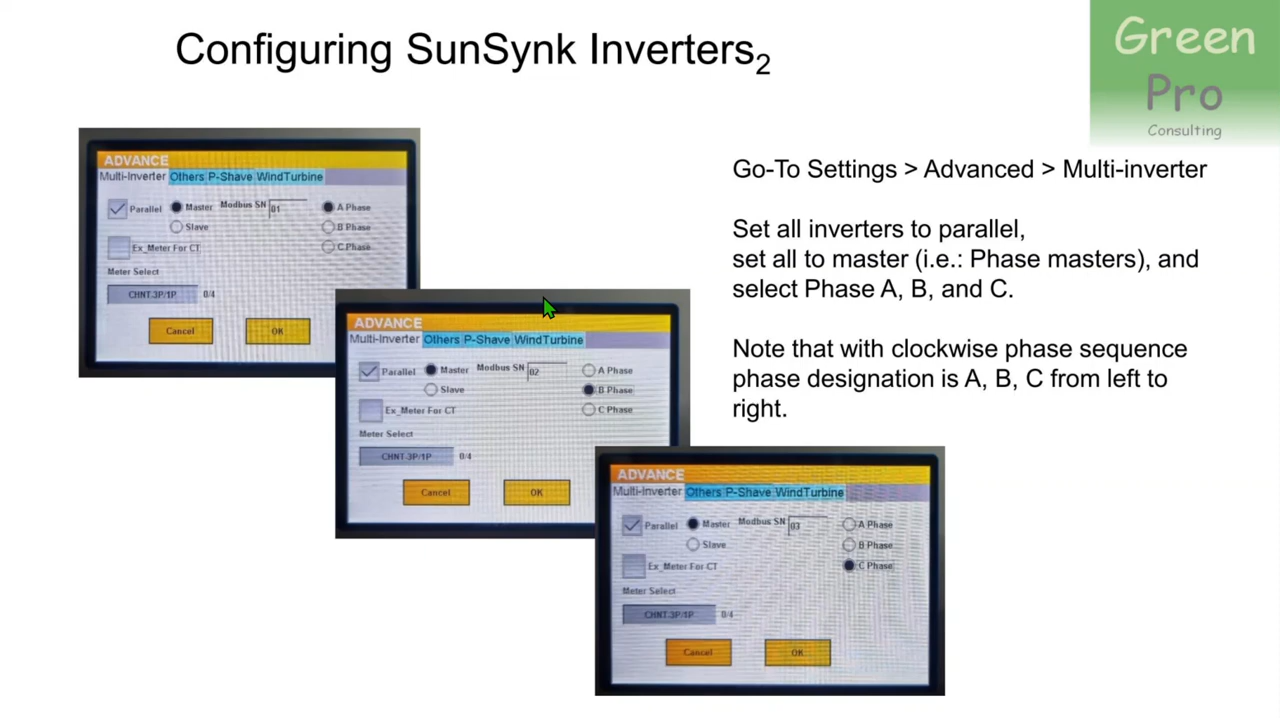 Configuring SunSynk Inverters2
Green
Pro
Consulting
Go-To Settings > Advanced > Multi-inverter
Set all inverters to parallel,
set all to master (i.e.: Phase masters), and
select Phase A, B, and C.
Note that with clockwise phase sequence
phase designation is A, B, C from left to
right.
ADVANCE
Multi-Inverter Others P-Shave WindTurbine
Parallel Master Modbus SN 01 A Phase
Slave B Phase
Ex_Meter For CT C Phase
Meter Select
CHNT-3P/1P 0/4
Cancel OK
ADVANCE
Multi-Inverter Others P-Shave WindTurbine
Parallel Master Modbus SN 02 A Phase
Slave B Phase
Ex_Meter For CT C Phase
Meter Select
CHNT-3P/1P 0/4
Cancel OK
ADVANCE
Multi-Inverter Others P-Shave WindTurbine
Parallel Master Modbus SN 03 A Phase
Slave B Phase
Ex_Meter For CT C Phase
Meter Select
CHNT-3P/1P 0/4
Cancel OK